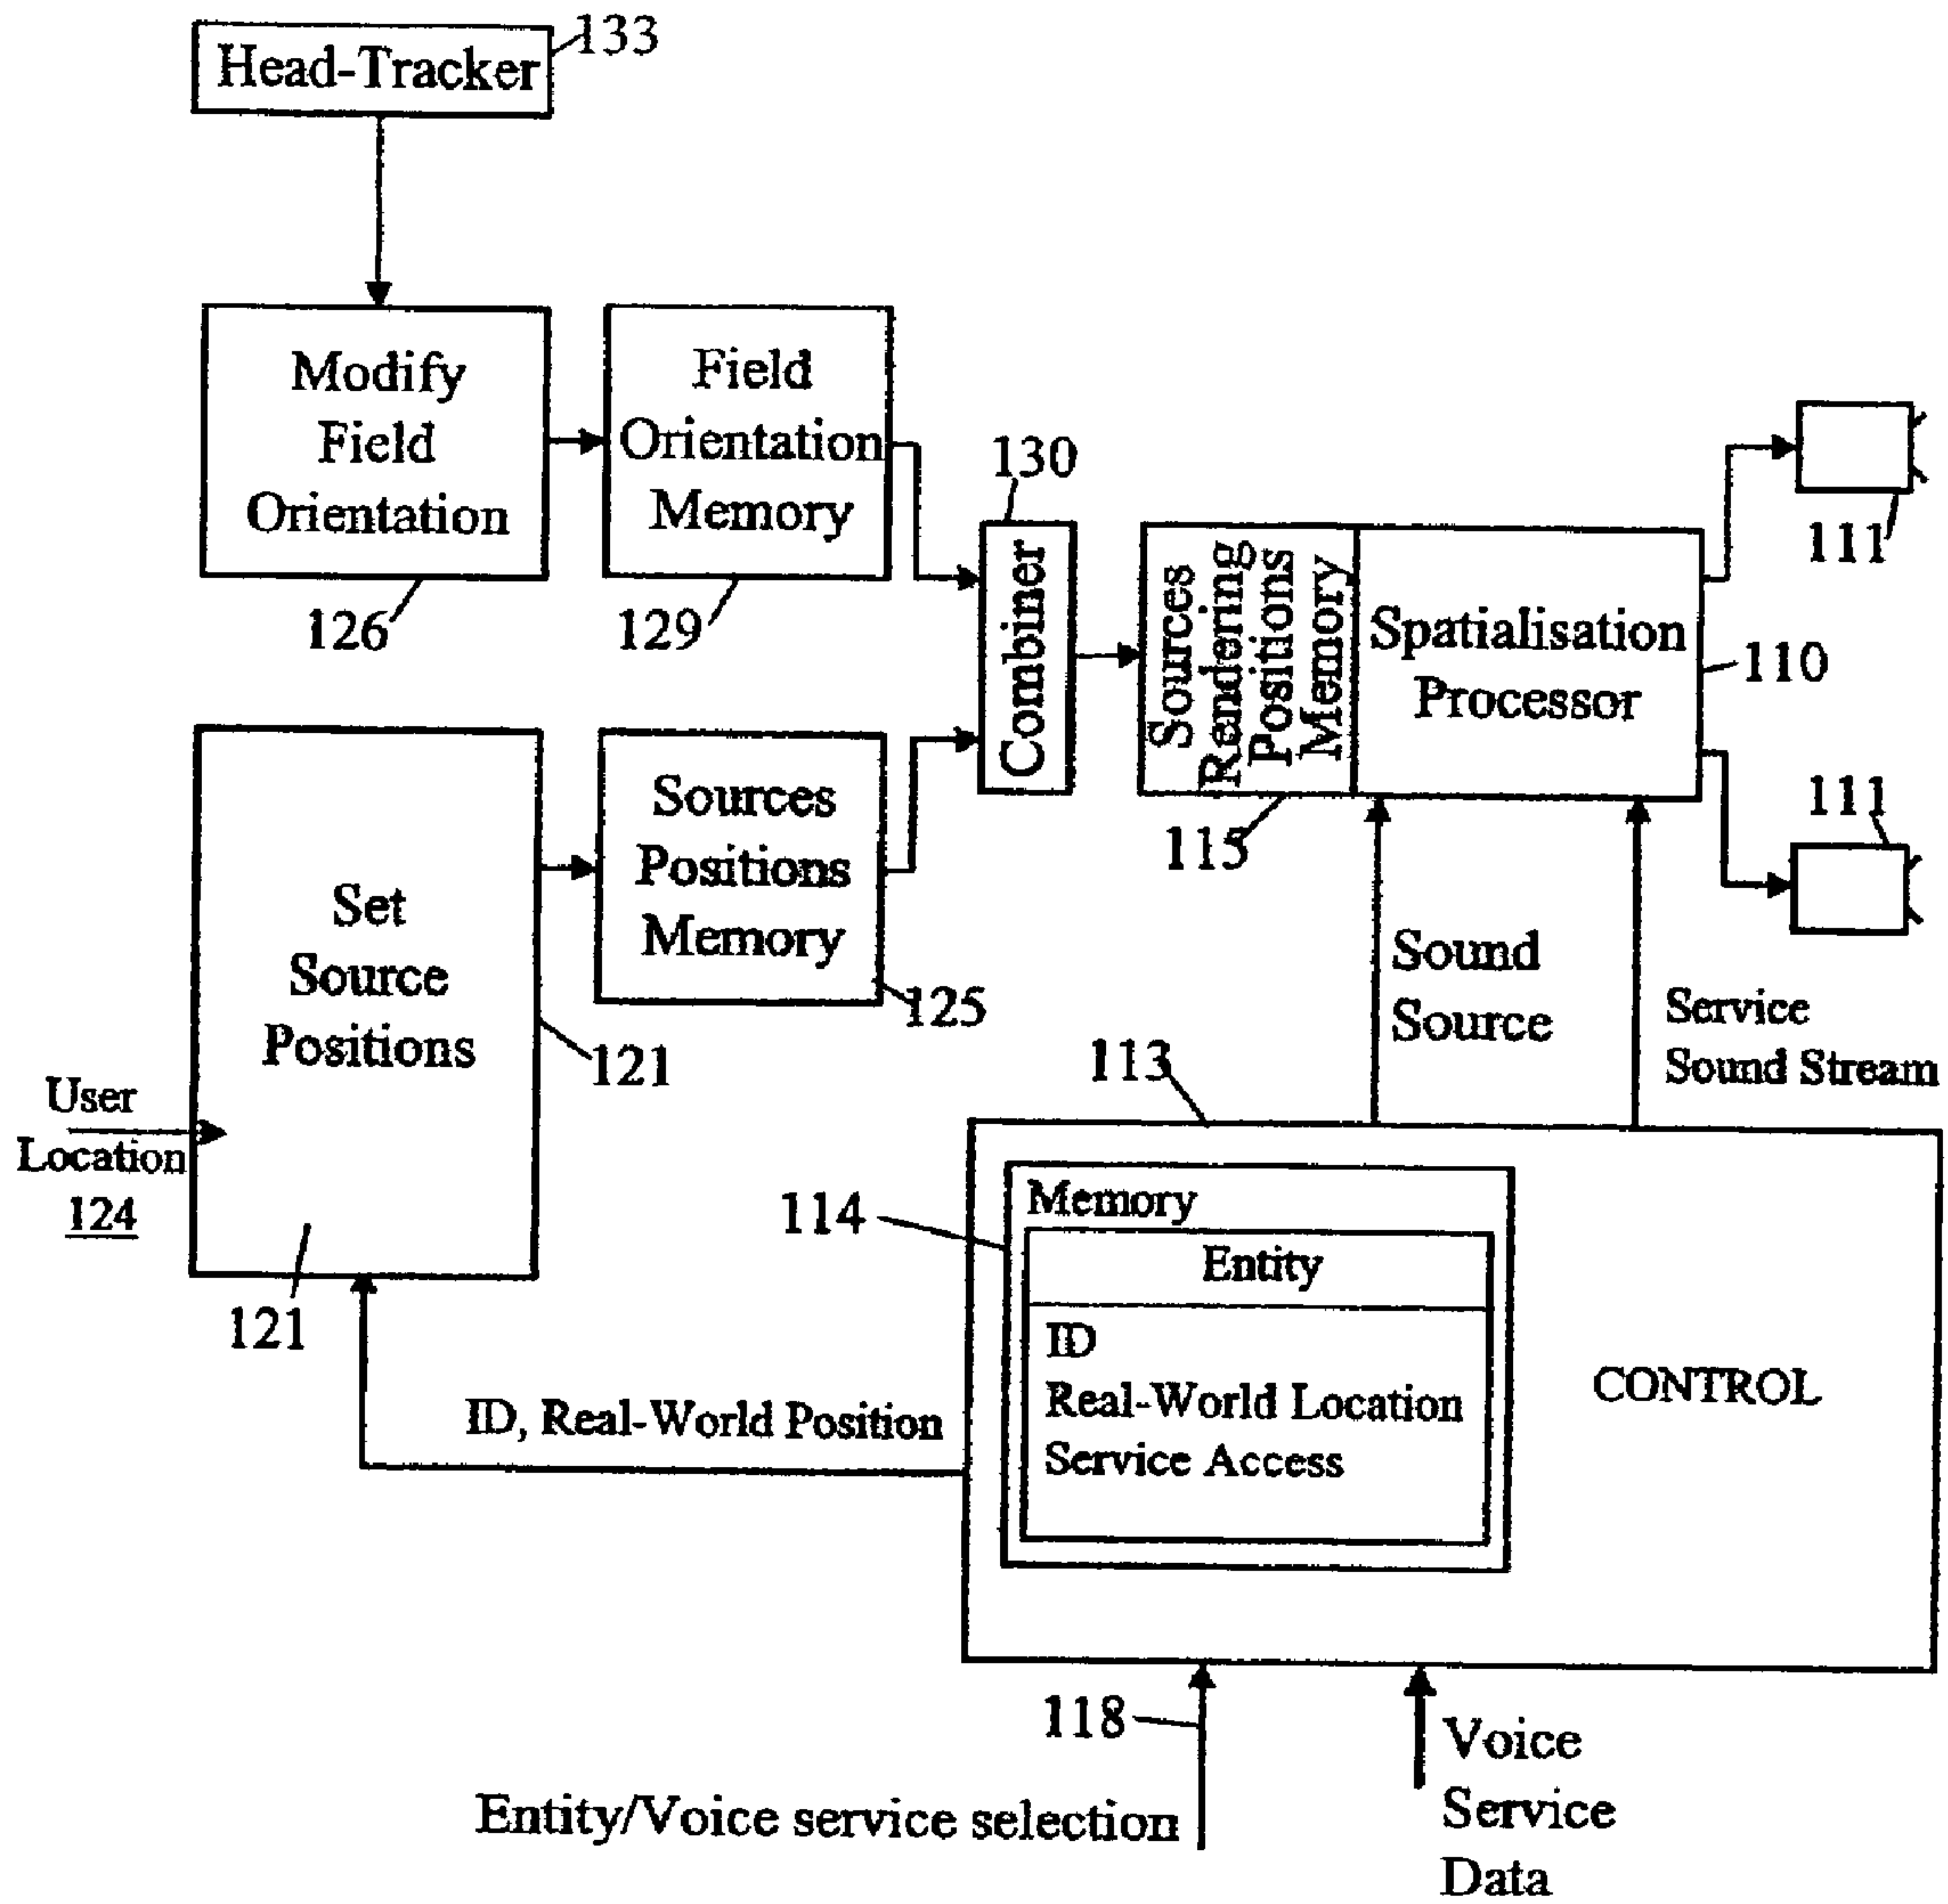 133
Head-Tracker
Modify
Field
Orientation
126
Field
Orientation
Memory
129
130
Combiner
Sources
Rendering
Positions
Memory
115
Spatialisation
Processor
110
111
111
Set
Source
Positions
121
121
User
Location
124
Sources
Positions
Memory
125
Sound
Source
Service
Sound Stream
113
114
Memory
Entity
ID
Real-World Location
Service Access
CONTROL
ID, Real-World Position
118
Entity/Voice service selection
Voice
Service
Data